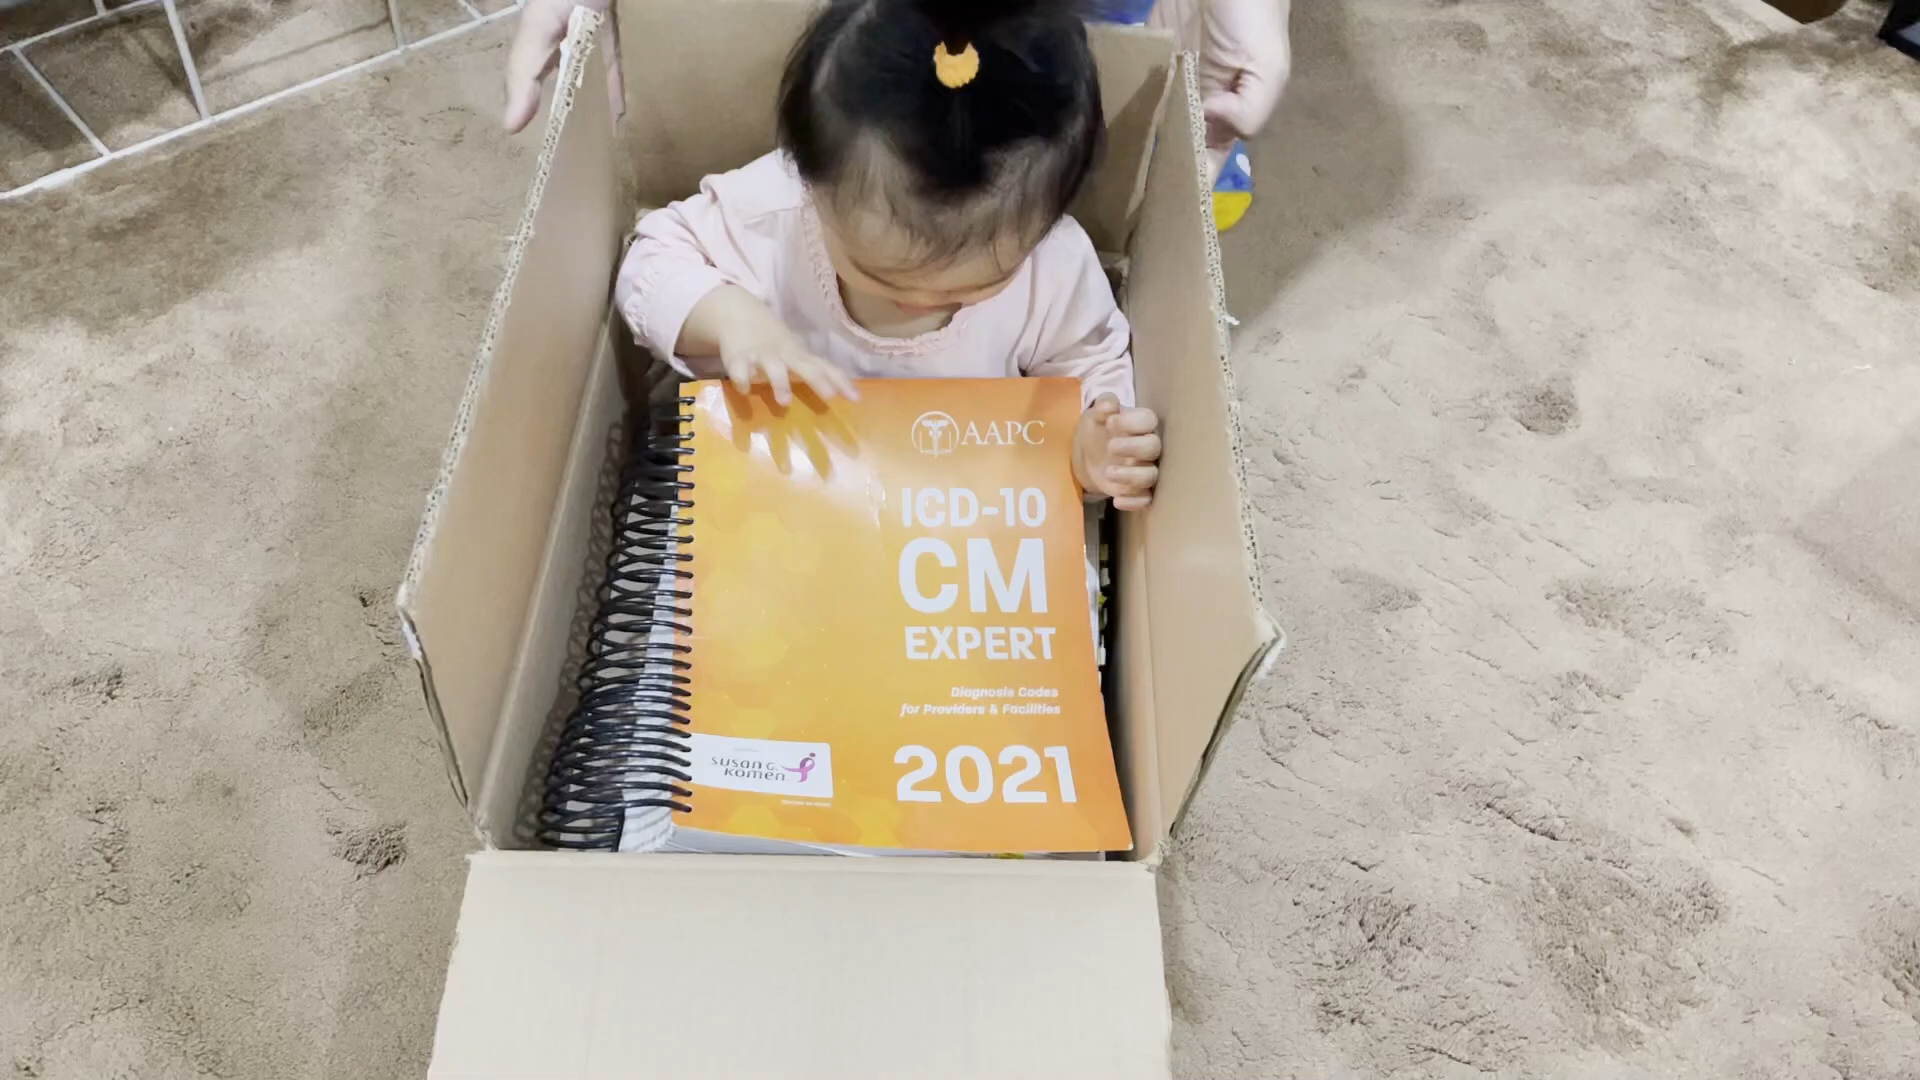 AAPC
ICD-10
CM
EXPERT
Diagnosis Codes
for Providers & Facilities
susan G.
komen
2021